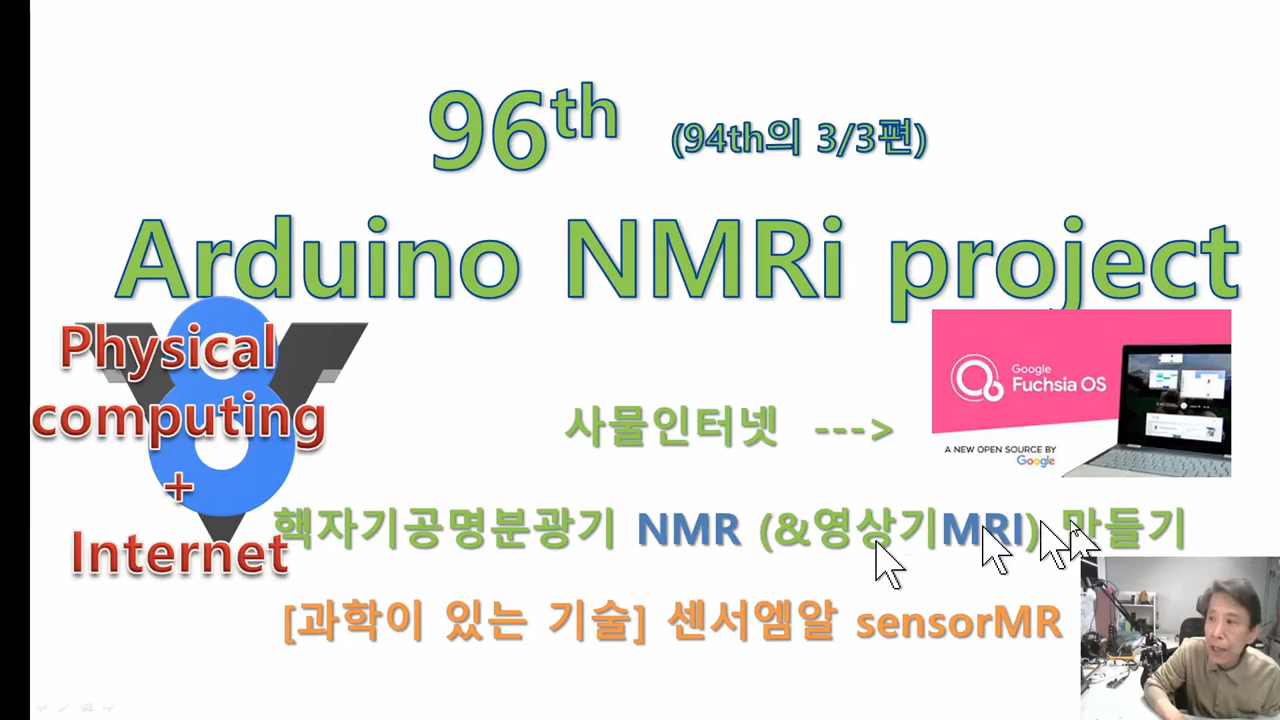 96th (94th의 3/3편)
Arduino NMRi project
Physical
computing
+
Internet
8
Google
Fuchsia OS
A NEW OPEN SOURCE BY
Google
사물인터넷 --->
핵자기공명분광기 NMR (&영상기MRI) 만들기
[과학이 있는 기술] 센서엠알 sensorMR